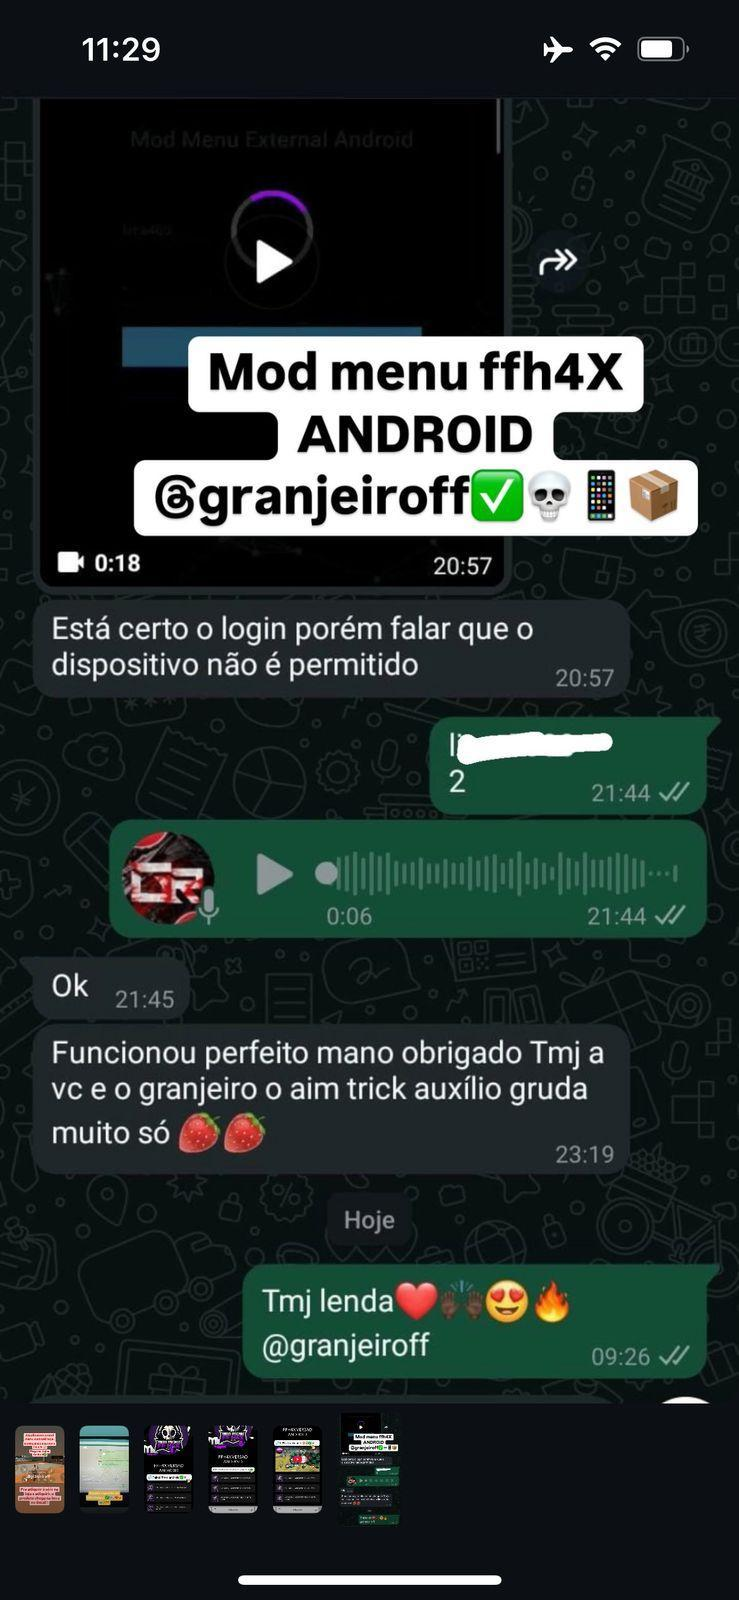 11:29
Mod Menu External Android
Mod menu ffh4X
ANDROID
@granjeiroff✅💀📱📦
0:18
20:57
Está certo o login porém falar que o
dispositivo não é permitido
20:57
2
21:44
0:06
21:44
Ok
21:45
Funcionou perfeito mano obrigado Tmj a
vc e o granjeiro o aim trick auxílio gruda
muito só 🍓🍓
23:19
Hoje
Tmj lenda❤️🙌🏿😍🔥
@granjeiroff
09:26